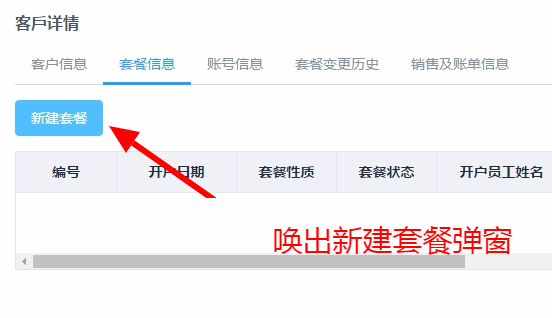 客戶详情
客户信息 套餐信息 账号信息 套餐变更历史 销售及账单信息
新建套餐
编号 开户日期 套餐性质 套餐状态 开户员工姓名
唤出新建套餐弹窗